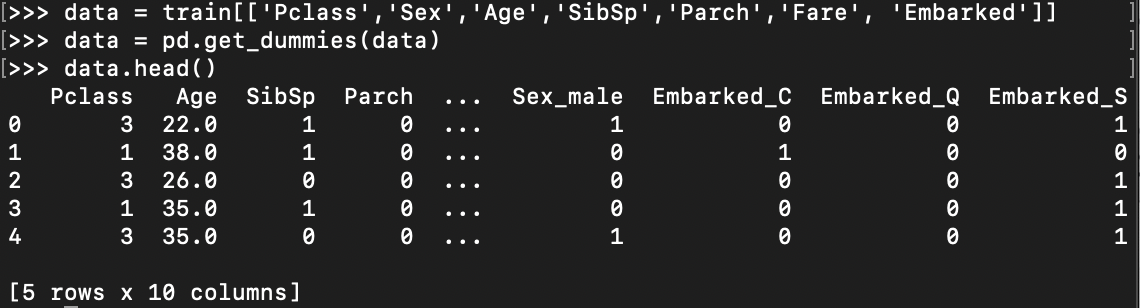 [>>> data = train[['Pclass','Sex','Age','SibSp','Parch','Fare', 'Embarked']] ]
[>>> data = pd.get_dummies(data) ]
[>>> data.head() ]
   Pclass   Age  SibSp  Parch  ...  Sex_male  Embarked_C  Embarked_Q  Embarked_S
0       3  22.0      1      0  ...         1           0           0           1
1       1  38.0      1      0  ...         0           1           0           0
2       3  26.0      0      0  ...         0           0           0           1
3       1  35.0      1      0  ...         0           0           0           1
4       3  35.0      0      0  ...         1           0           0           1
[5 rows x 10 columns]